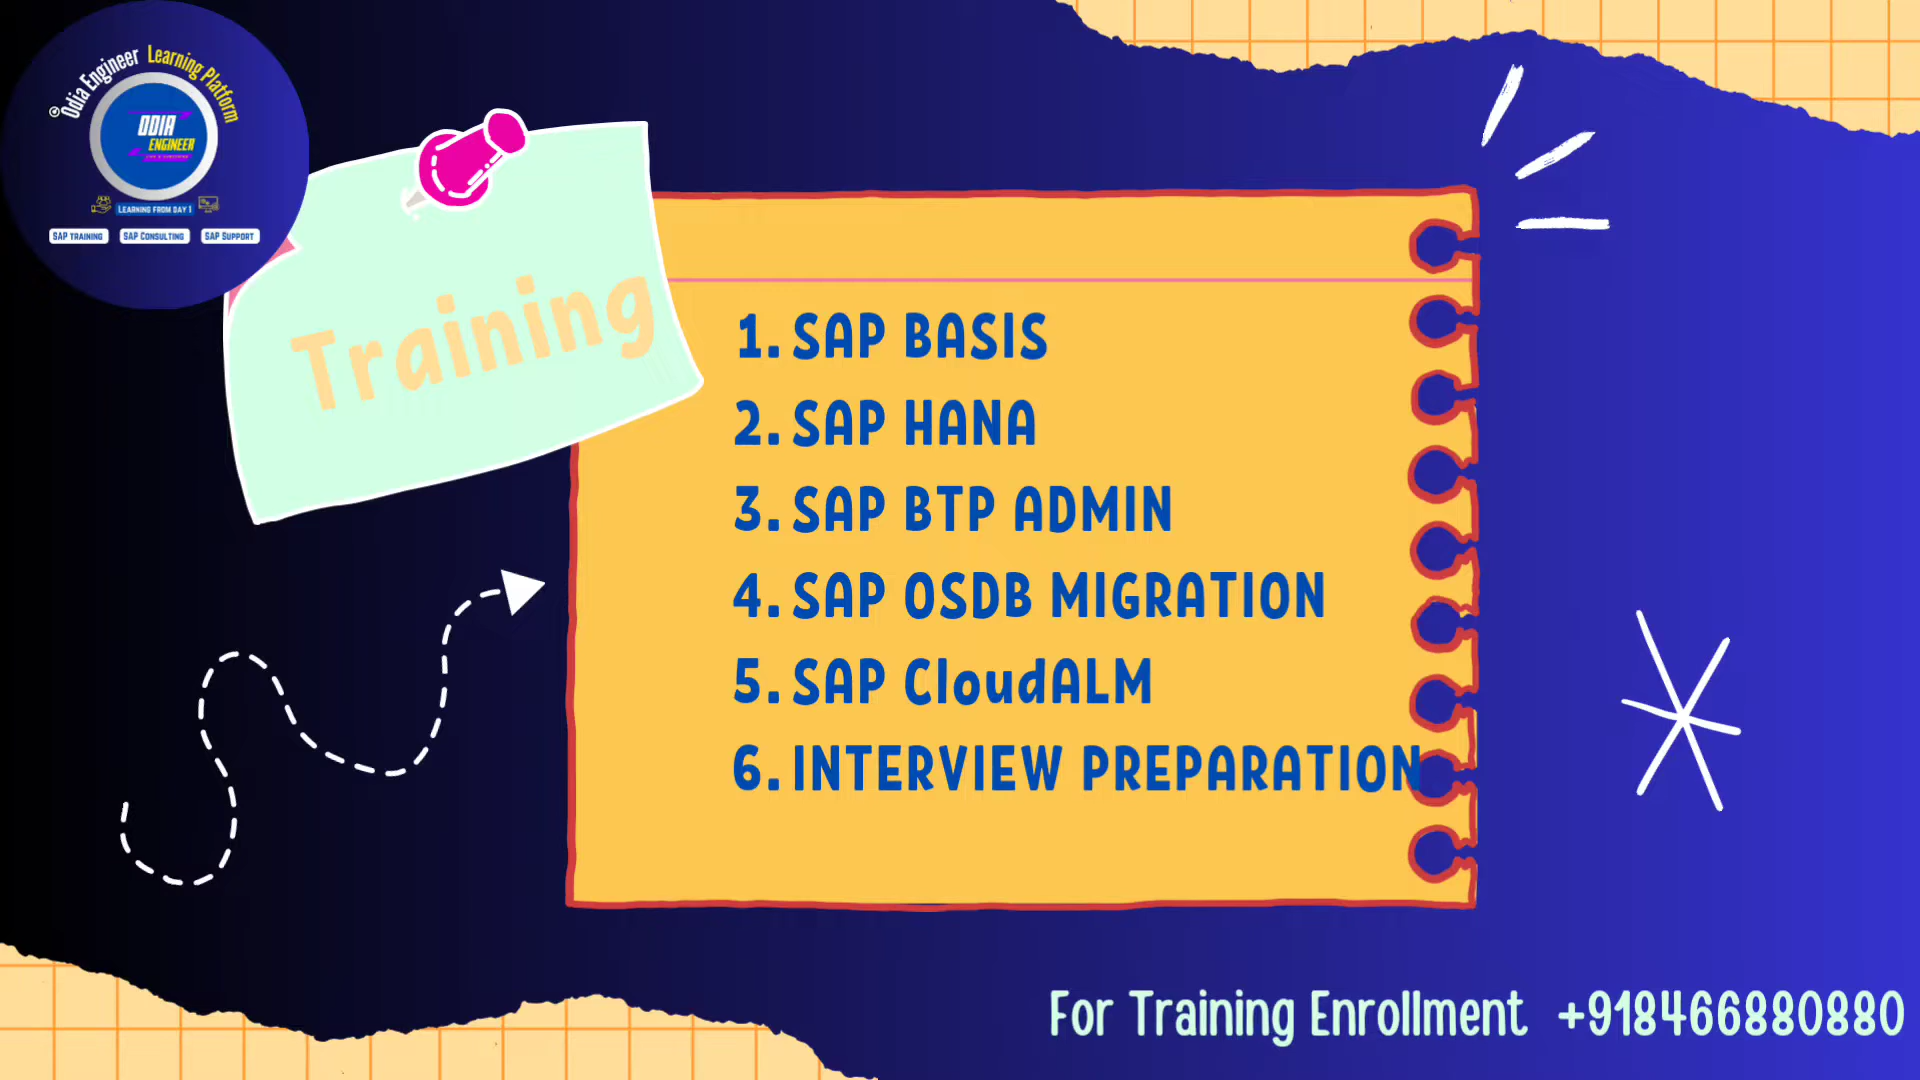 Odia Engineer Learning Platform
ODIA
ENGINEER
LEARNING FROM DAY 1
SAP TRAINING SAP CONSULTING SAP SUPPORT
Training
1. SAP BASIS
2. SAP HANA
3. SAP BTP ADMIN
4. SAP OSDB MIGRATION
5. SAP CloudALM
6. INTERVIEW PREPARATION
For Training Enrollment +918466880880